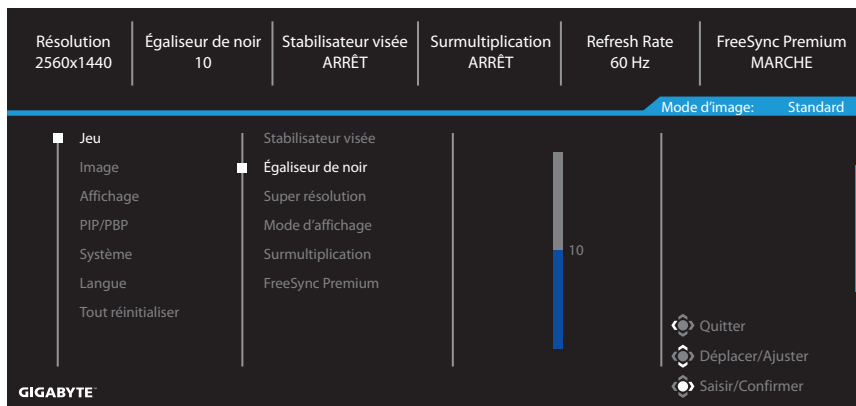 Résolution
2560x1440
Égaliseur de noir
10
Stabilisateur visée
ARRÊT
Surmultiplication
ARRÊT
Refresh Rate
60 Hz
FreeSync Premium
MARCHE
Mode d’image: Standard
Jeu
Image
Affichage
PIP/PBP
Système
Langue
Tout réinitialiser
Stabilisateur visée
Égaliseur de noir
Super résolution
Mode d’affichage
Surmultiplication
FreeSync Premium
10
Quitter
Déplacer/Ajuster
Saisir/Confirmer
GIGABYTE™